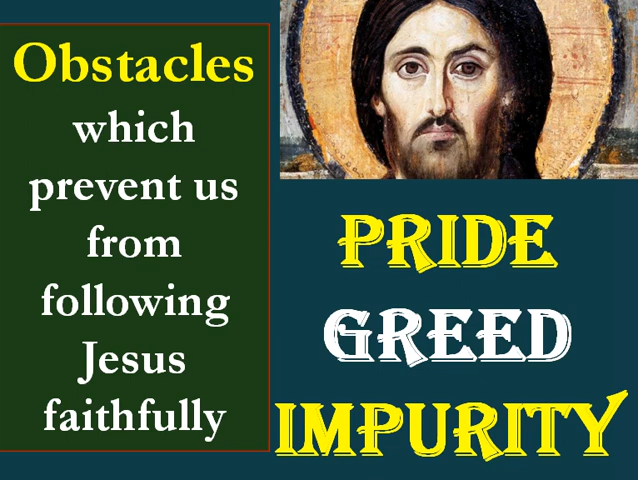 Obstacles
which
prevent us
from
following
Jesus
faithfully
PRIDE
GREED
IMPURITY